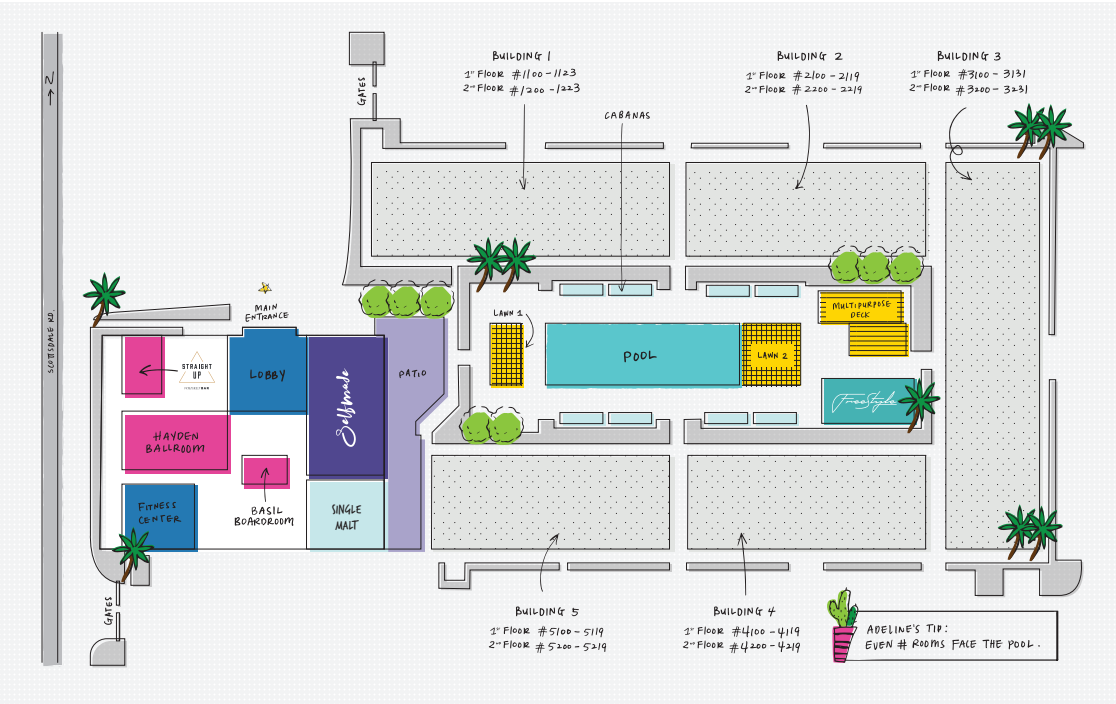 BUILDING 1
1ST FLOOR #1100-1123
2ND FLOOR #1200-1223
BUILDING 2
1ST FLOOR #2100-2119
2ND FLOOR #2200-2219
BUILDING 3
1ST FLOOR #3100-3131
2ND FLOOR #3200-3231
N
GATES
CABANAS
MAIN
ENTRANCE
SCOTTSDALE RD.
LAWN 1
MULTIPURPOSE
DECK
POOL
LAWN 2
STRAIGHT
UP
LOBBY
Selfmade
PATIO
FreeStyle
HAYDEN
BALLROOM
FITNESS
CENTER
BASIL
BOARDROOM
SINGLE
MALT
GATES
BUILDING 5
1ST FLOOR #5100-5119
2ND FLOOR #5200-5219
BUILDING 4
1ST FLOOR #4100-4119
2ND FLOOR #4200-4219
ADELINE'S TIP:
EVEN # ROOMS FACE THE POOL.